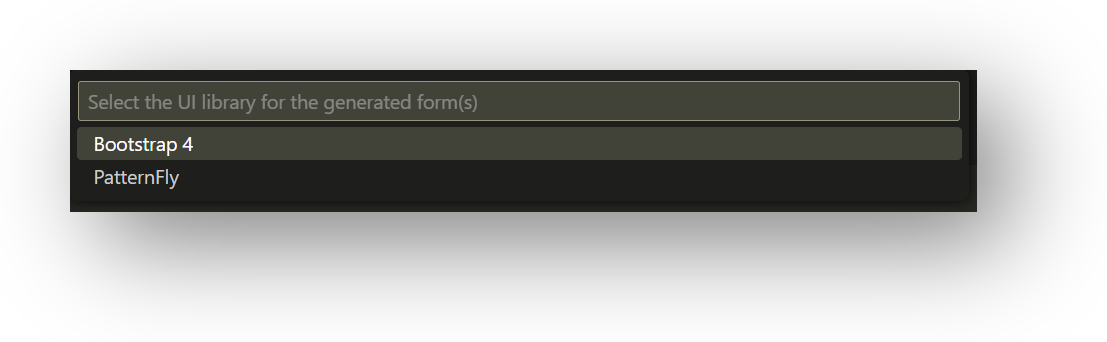 Select the UI library for the generated form(s)
Bootstrap 4
PatternFly